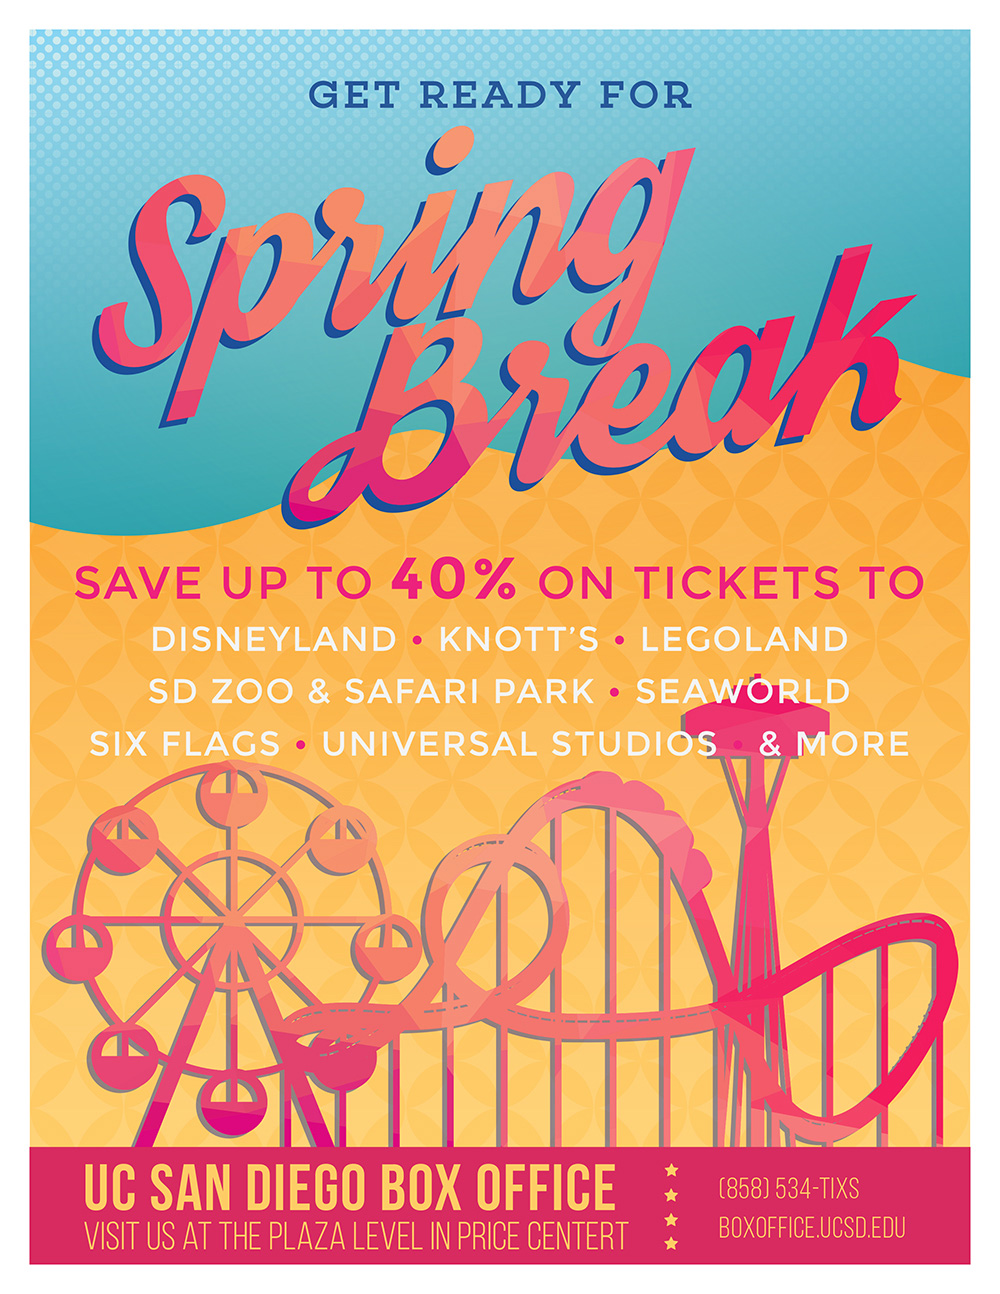 GET READY FOR
Spring
Break
SAVE UP TO 40% ON TICKETS TO
DISNEYLAND • KNOTT'S • LEGOLAND
SD ZOO & SAFARI PARK • SEAWORLD
SIX FLAGS • UNIVERSAL STUDIOS • & MORE
UC SAN DIEGO BOX OFFICE
VISIT US AT THE PLAZA LEVEL IN PRICE CENTERT
(858) 534-TIXS
BOXOFFICE.UCSD.EDU